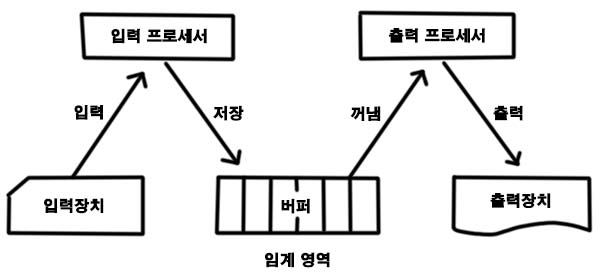 입력 프로세서
출력 프로세서
입력
저장
꺼냄
출력
입력장치
버퍼
출력장치
임계 영역